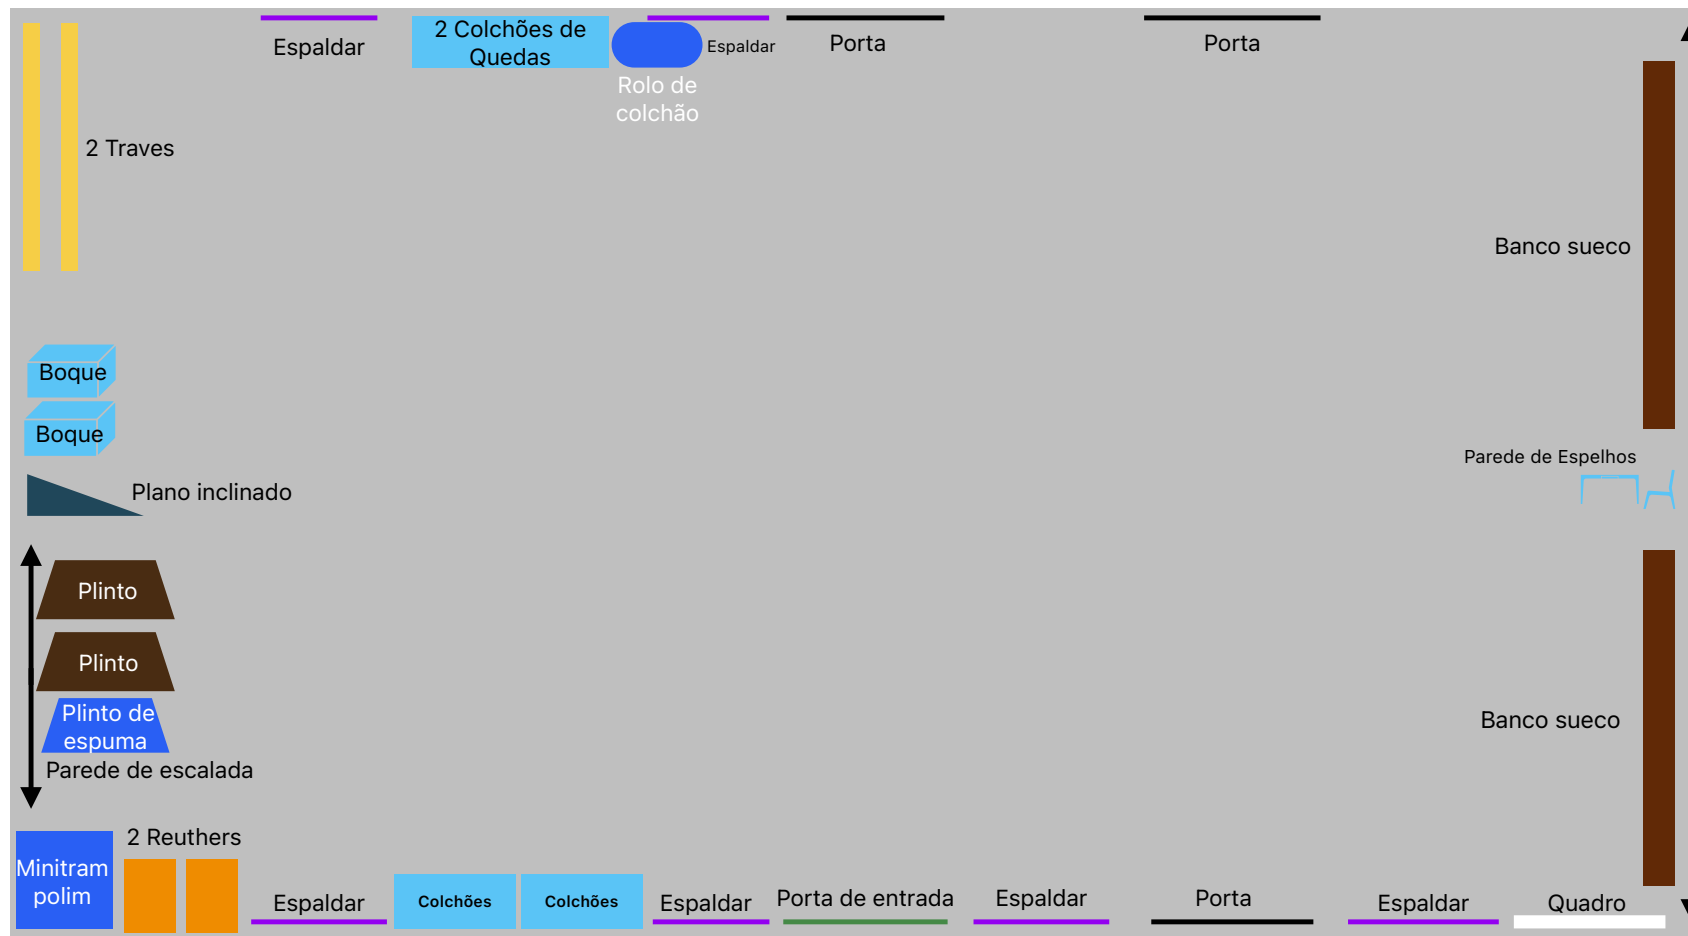 Espaldar
2 Colchões de
Quedas
Espaldar
Porta
Porta
Rolo de
colchão
2 Traves
Banco sueco
Boque
Boque
Parede de Espelhos
Plano inclinado
Plinto
Plinto
Plinto de
espuma
Banco sueco
Parede de escalada
2 Reuthers
Minitram
polim
Espaldar
Colchões
Colchões
Espaldar
Porta de entrada
Espaldar
Porta
Espaldar
Quadro